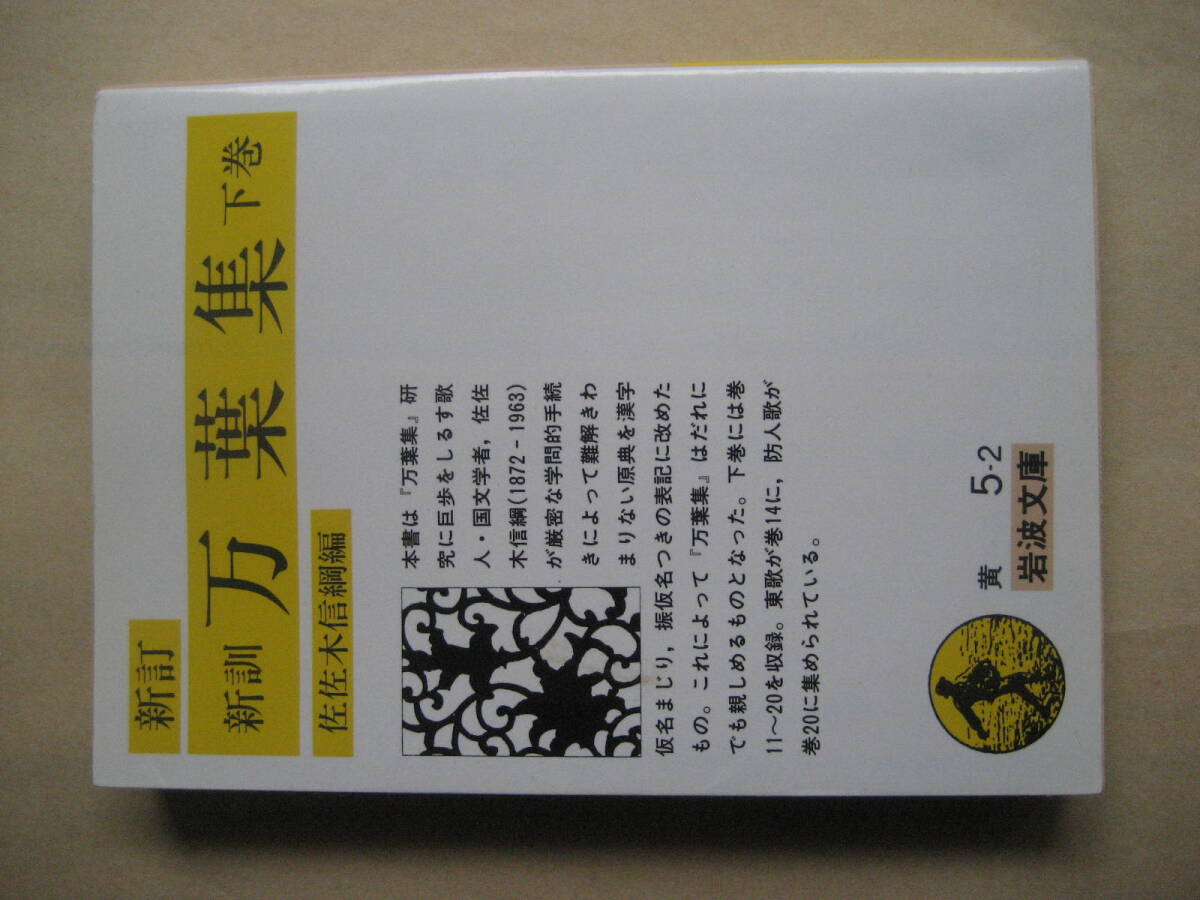 新訂
新訓 万葉集 下巻
佐佐木信綱編
本書は『万葉集』研
究に巨歩をしるす歌
人・国文学者，佐佐
木信綱(1872-1963)
が厳密な学問的手続
きによって難解きわ
まりない原典を漢字
仮名まじり，振仮名つきの表記に改めた
もの。これによって『万葉集』はだれに
でも親しめるものとなった。下巻には巻
11〜20を収録。東歌が巻14に，防人歌が
巻20に集められている。
黄 5-2
岩波文庫